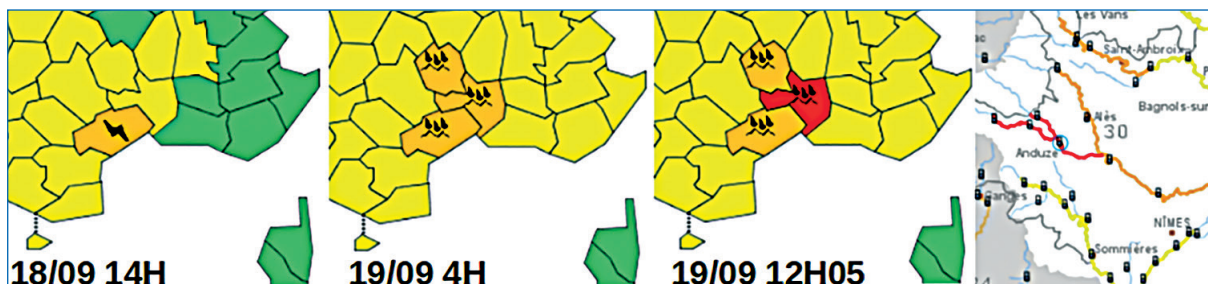 18/09 14H
19/09 4H
19/09 12H05
Les Vans
Saint-Ambroix
Bagnols-sur
Alès
30
Anduze
Ganges
NÎMES
Sommières